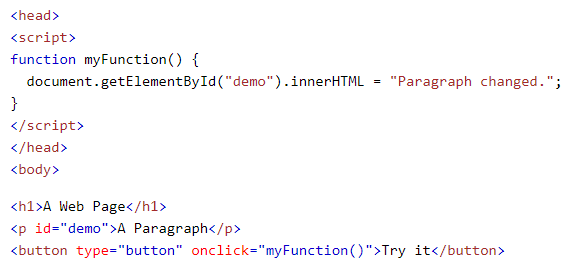 <head>
<script>
function myFunction() {
  document.getElementById("demo").innerHTML = "Paragraph changed.";
}
</script>
</head>
<body>
<h1>A Web Page</h1>
<p id="demo">A Paragraph</p>
<button type="button" onclick="myFunction()">Try it</button>